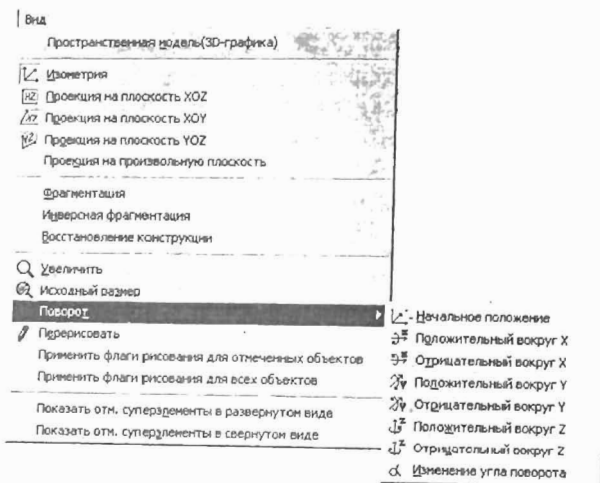 Вид
Пространственная модель(3D-графика)
Изометрия
XZ Проекция на плоскость XOZ
XY Проекция на плоскость XOY
YZ Проекция на плоскость YOZ
Проекция на произвольную плоскость
Фрагментация
Инверсная фрагментация
Восстановление конструкции
Увеличить
Исходный размер
Поворот
Перерисовать
Применить флаги рисования для отмеченных объектов
Применить флаги рисования для всех объектов
Показать отм. суперэлементы в развернутом виде
Показать отм. суперэлементы в свернутом виде
Начальное положение
Положительный вокруг X
Отрицательный вокруг X
Положительный вокруг Y
Отрицательный вокруг Y
Положительный вокруг Z
Отрицательный вокруг Z
α Изменение угла поворота